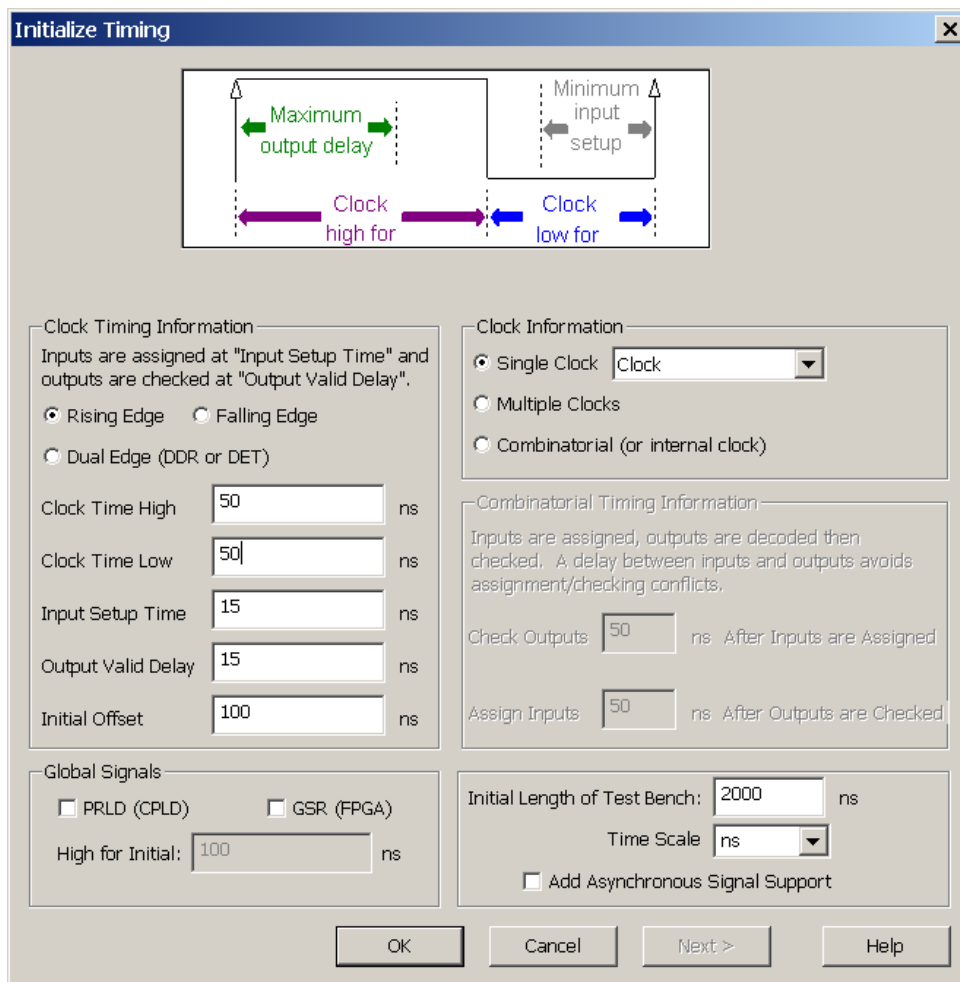 Initialize Timing
Maximum
output delay
Minimum
input
setup
Clock
high for
Clock
low for
Clock Timing Information
Inputs are assigned at "Input Setup Time" and
outputs are checked at "Output Valid Delay".
Rising Edge Falling Edge
Dual Edge (DDR or DET)
Clock Time High 50 ns
Clock Time Low 50 ns
Input Setup Time 15 ns
Output Valid Delay 15 ns
Initial Offset 100 ns
Clock Information
Single Clock Clock
Multiple Clocks
Combinatorial (or internal clock)
Combinatorial Timing Information
Inputs are assigned, outputs are decoded then
checked. A delay between inputs and outputs avoids
assignment/checking conflicts.
Check Outputs 50 ns After Inputs are Assigned
Assign Inputs 50 ns After Outputs are Checked
Global Signals
PRLD (CPLD) GSR (FPGA)
High for Initial: 100 ns
Initial Length of Test Bench: 2000 ns
Time Scale ns
Add Asynchronous Signal Support
OK Cancel Next > Help